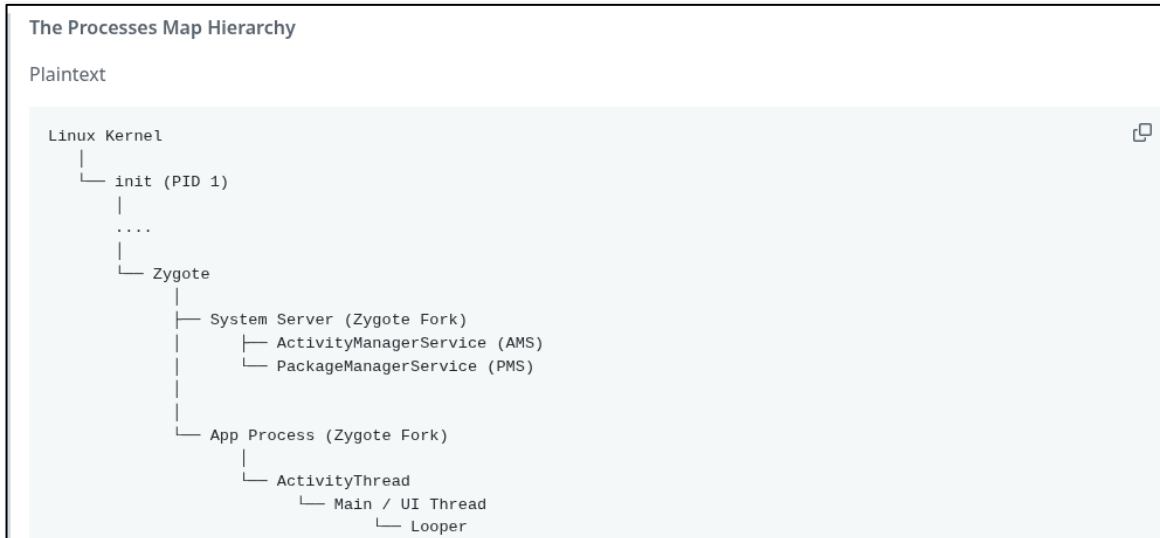 The Processes Map Hierarchy
Plaintext
Linux Kernel
│
└── init (PID 1)
│
....
│
└── Zygote
│
├── System Server (Zygote Fork)
│ ├── ActivityManagerService (AMS)
│ └── PackageManagerService (PMS)
│
│
└── App Process (Zygote Fork)
│
└── ActivityThread
└── Main / UI Thread
└── Looper